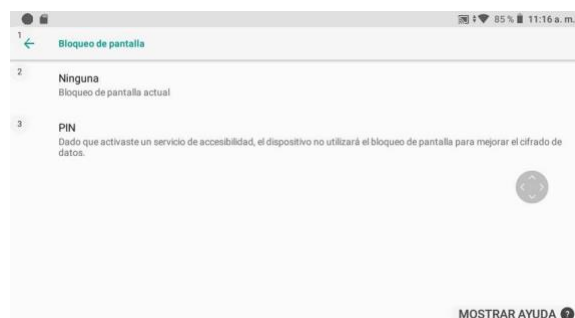 85 % 11:16 a. m.
1
Bloqueo de pantalla
2
Ninguna
Bloqueo de pantalla actual
3
PIN
Dado que activaste un servicio de accesibilidad, el dispositivo no utilizará el bloqueo de pantalla para mejorar el cifrado de
datos.
MOSTRAR AYUDA ?